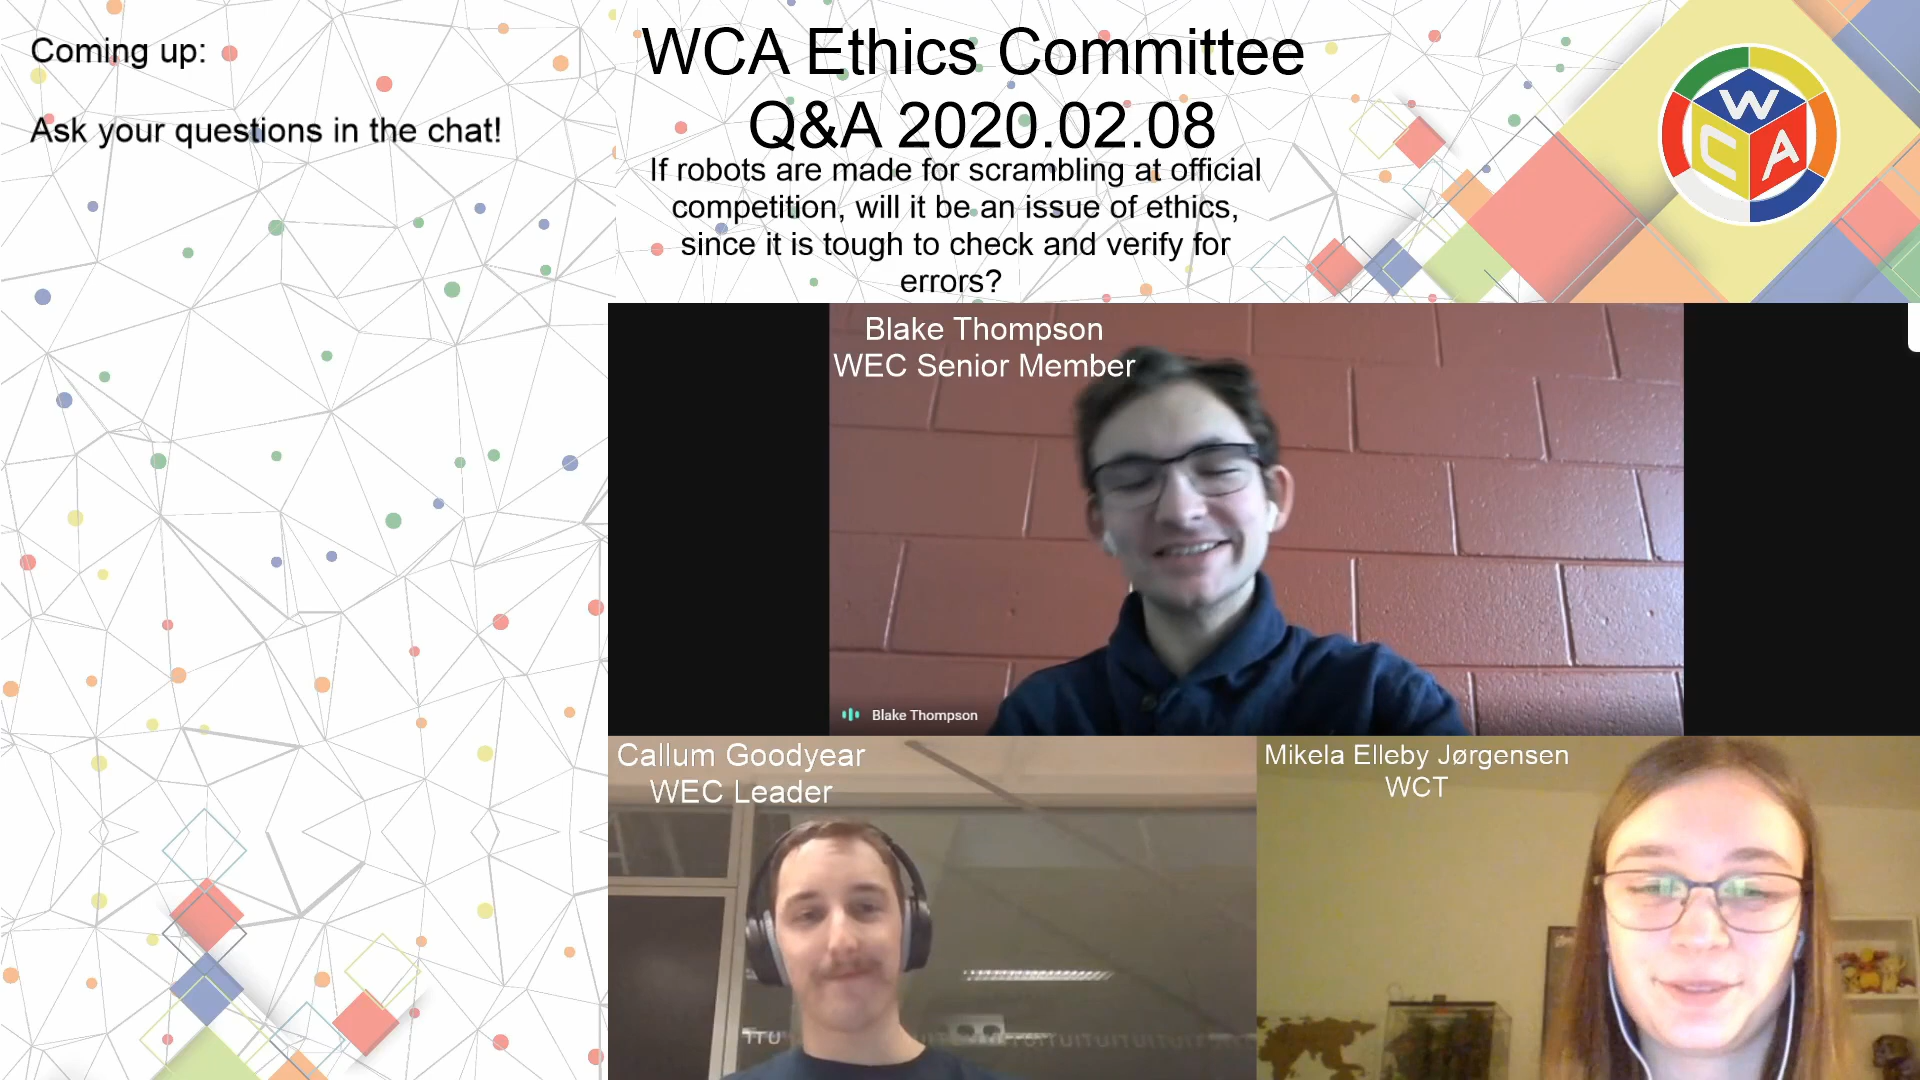 Coming up:
Ask your questions in the chat!
WCA Ethics Committee
Q&A 2020.02.08
If robots are made for scrambling at official
competition, will it be an issue of ethics,
since it is tough to check and verify for
errors?
W
C A
Blake Thompson
WEC Senior Member
Blake Thompson
Callum Goodyear
WEC Leader
Mikela Elleby Jørgensen
WCT